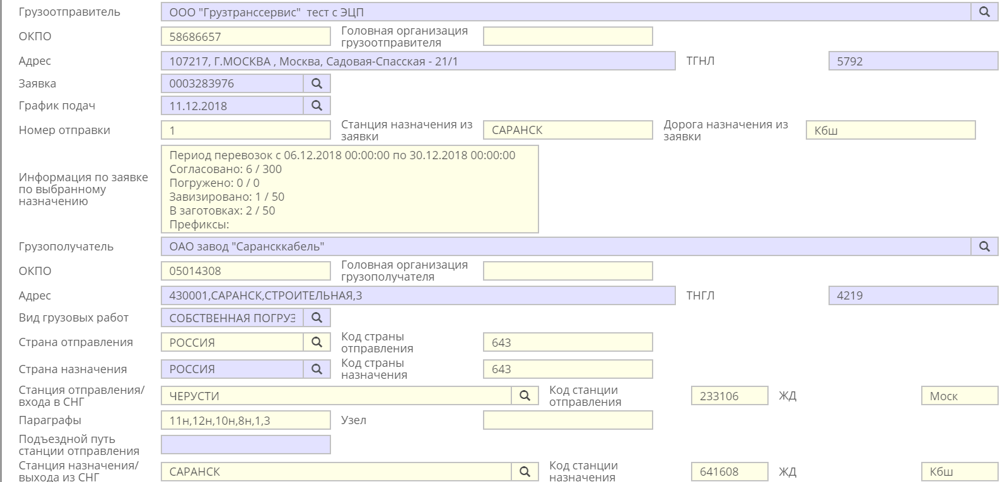 Грузоотправитель ООО "Грузтранссервис"  тест с ЭЦП
ОКПО 58686657 Головная организация
грузоотправителя
Адрес 107217, Г.МОСКВА , Москва, Садовая-Спасская - 21/1 ТГНЛ 5792
Заявка 0003283976
График подач 11.12.2018
Номер отправки 1 Станция назначения из
заявки САРАНСК Дорога назначения из
заявки Кбш
Информация по заявке
по выбранному
назначению
Период перевозок с 06.12.2018 00:00:00 по 30.12.2018 00:00:00
Согласовано: 6 / 300
Погружено: 0 / 0
Завизировано: 1 / 50
В заготовках: 2 / 50
Префиксы:
Грузополучатель ОАО завод "Сарансккабель"
ОКПО 05014308 Головная организация
грузополучателя
Адрес 430001,САРАНСК,СТРОИТЕЛЬНАЯ,3 ТНГЛ 4219
Вид грузовых работ СОБСТВЕННАЯ ПОГРУЗ
Страна отправления РОССИЯ Код страны
отправления 643
Страна назначения РОССИЯ Код страны
назначения 643
Станция отправления/
входа в СНГ ЧЕРУСТИ Код станции
отправления 233106 ЖД Моск
Параграфы 11н,12н,10н,8н,1,3 Узел
Подъездной путь
станции отправления
Станция назначения/
выхода из СНГ САРАНСК Код станции
назначения 641608 ЖД Кбш